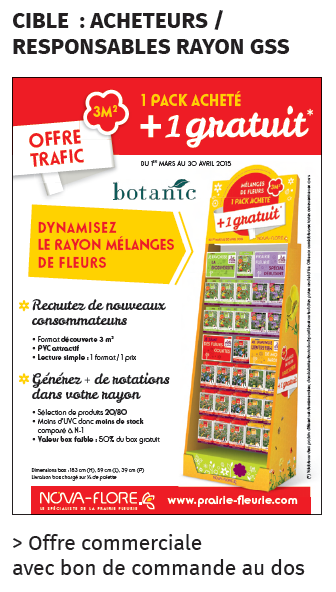 CIBLE : ACHETEURS /
RESPONSABLES RAYON GSS
3M²
1 PACK ACHETÉ
+1 gratuit*
OFFRE
TRAFIC
DU 1er MARS AU 30 AVRIL 2015
botanic
DYNAMISEZ
LE RAYON MÉLANGES
DE FLEURS
Recrutez de nouveaux
consommateurs
• Format découverte 3 m²
• PVC attractif
• Lecture simple : 1 format / 1 prix
Générez + de rotations
dans votre rayon
• Sélection de produits 20/80
• Moins d'UVC donc moins de stock
comparé à N-1
• Valeur box faible : 50% du box gratuit
Dimensions box : 183 cm (H), 59 cm (L), 39 cm (P)
Livraison box chargé sur ¼ de palette
MÉLANGES
DE FLEURS
3M²
1 PACK ACHETÉ
+1 gratuit*
NOVA-FLORE
NOVA-FLORE
LE SPÉCIALISTE DE LA PRAIRIE FLEURIE
www.prairie-fleurie.com
> Offre commerciale
avec bon de commande au dos